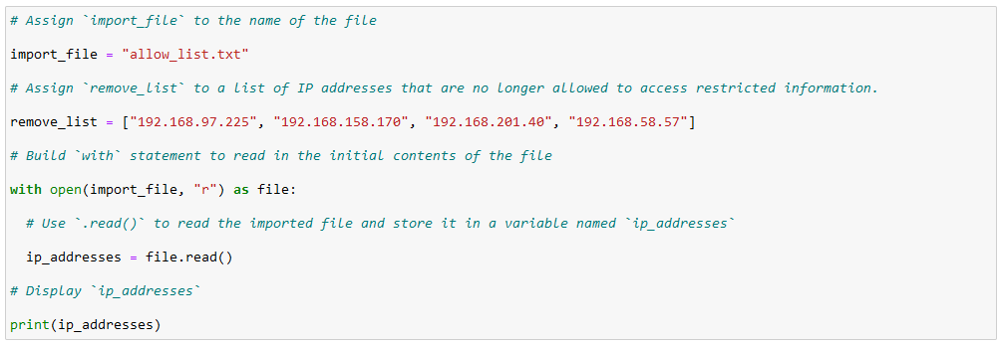 # Assign `import_file` to the name of the file
import_file = "allow_list.txt"
# Assign `remove_list` to a list of IP addresses that are no longer allowed to access restricted information.
remove_list = ["192.168.97.225", "192.168.158.170", "192.168.201.40", "192.168.58.57"]
# Build `with` statement to read in the initial contents of the file
with open(import_file, "r") as file:
  # Use `.read()` to read the imported file and store it in a variable named `ip_addresses`
  ip_addresses = file.read()
# Display `ip_addresses`
print(ip_addresses)